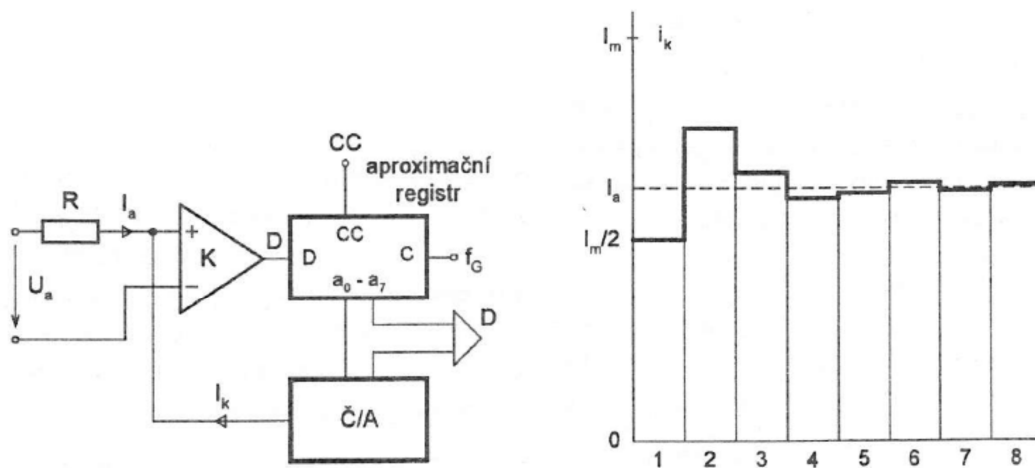 CC
aproximační
registr
R
I_a
+
K
−
D
D
CC
C
f_G
a_0 - a_7
U_a
D
I_k
Č/A
I_m
i_k
I_a
I_m/2
0
1 2 3 4 5 6 7 8